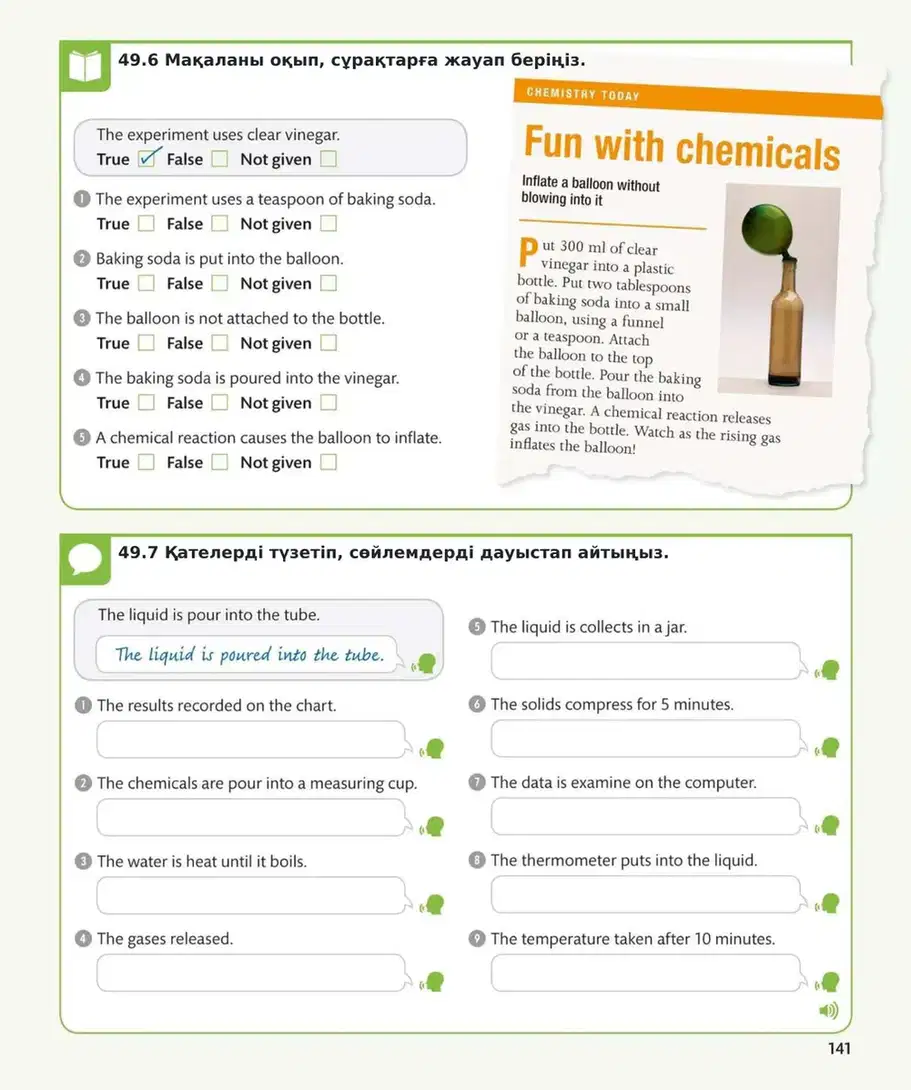 49.6 Мақаланы оқып, сұрақтарға жауап беріңіз.
The experiment uses clear vinegar.
True False Not given
1 The experiment uses a teaspoon of baking soda.
True False Not given
2 Baking soda is put into the balloon.
True False Not given
3 The balloon is not attached to the bottle.
True False Not given
4 The baking soda is poured into the vinegar.
True False Not given
5 A chemical reaction causes the balloon to inflate.
True False Not given
CHEMISTRY TODAY
Fun with chemicals
Inflate a balloon without
blowing into it
Put 300 ml of clear
vinegar into a plastic
bottle. Put two tablespoons
of baking soda into a small
balloon, using a funnel
or a teaspoon. Attach
the balloon to the top
of the bottle. Pour the baking
soda from the balloon into
the vinegar. A chemical reaction releases
gas into the bottle. Watch as the rising gas
inflates the balloon!
49.7 Қателерді түзетіп, сөйлемдерді дауыстап айтыңыз.
The liquid is pour into the tube.
The liquid is poured into the tube.
1 The results recorded on the chart.
2 The chemicals are pour into a measuring cup.
3 The water is heat until it boils.
4 The gases released.
5 The liquid is collects in a jar.
6 The solids compress for 5 minutes.
7 The data is examine on the computer.
8 The thermometer puts into the liquid.
9 The temperature taken after 10 minutes.
141